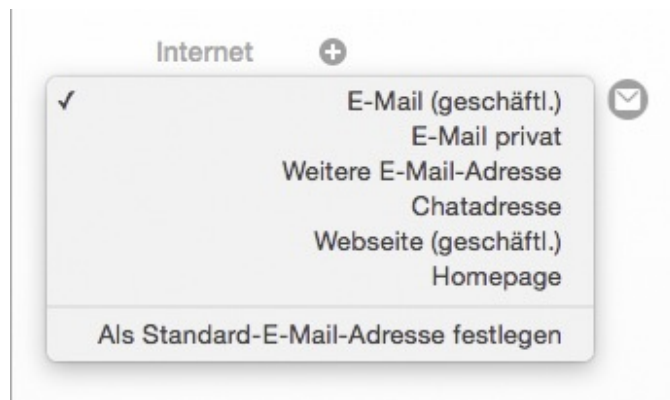 Internet
E-Mail (geschäftl.)
E-Mail privat
Weitere E-Mail-Adresse
Chatadresse
Webseite (geschäftl.)
Homepage
Als Standard-E-Mail-Adresse festlegen